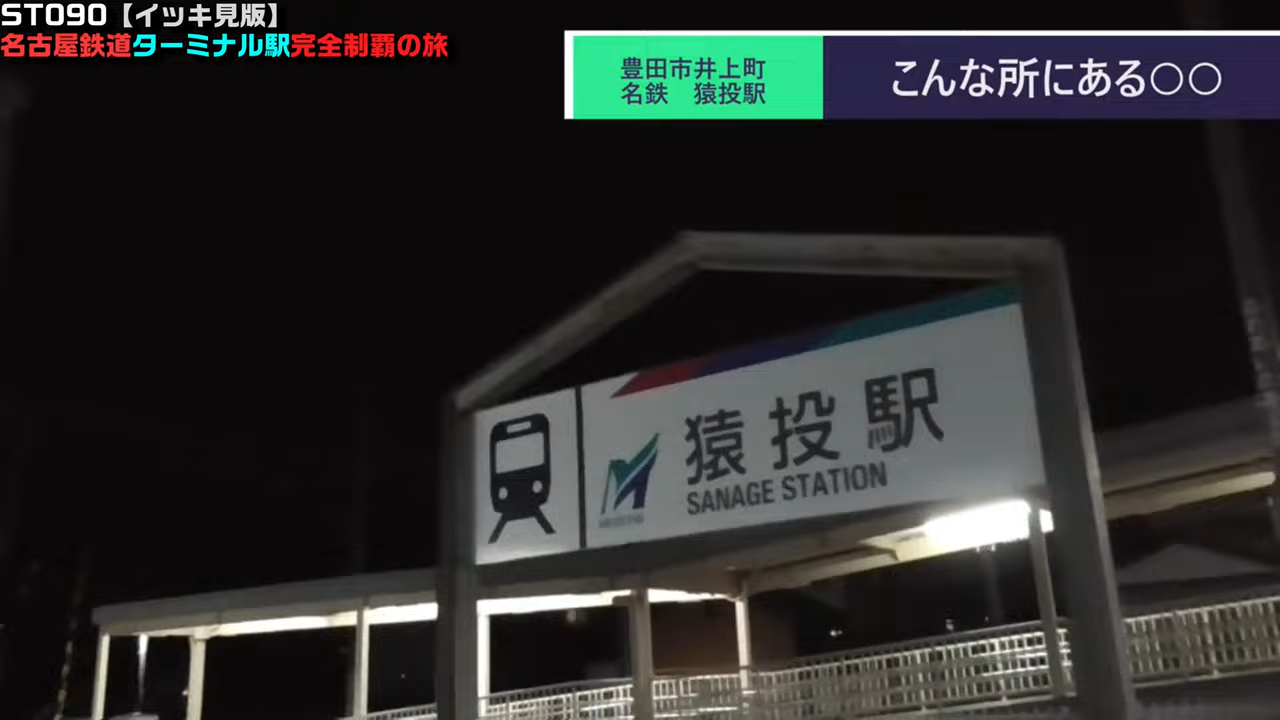 ST090【イッキ見版】
名古屋鉄道ターミナル駅完全制覇の旅
豊田市井上町
名鉄 猿投駅
こんな所にある○○
猿投駅
SANAGE STATION